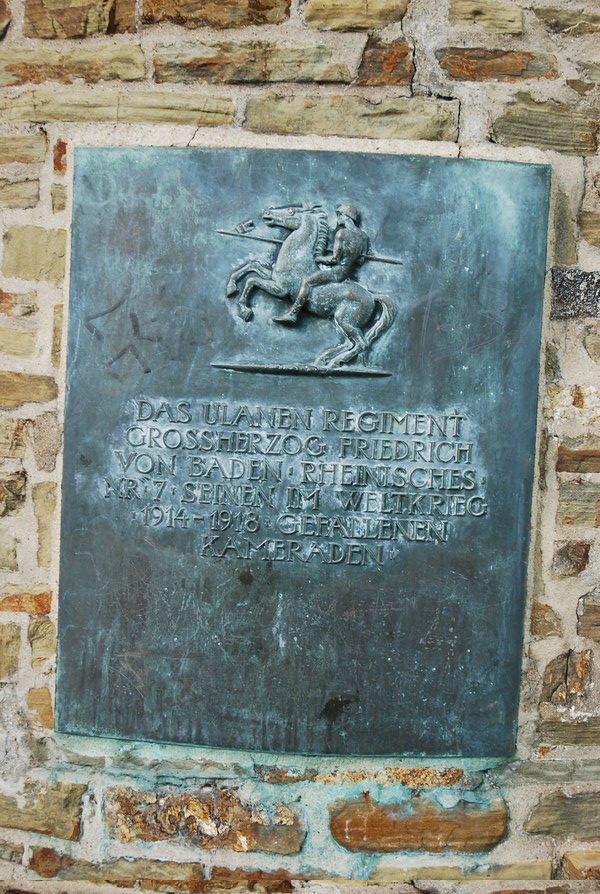 DAS ULANEN REGIMENT
GROSSHERZOG FRIEDRICH
VON BADEN · RHEINISCHES ·
NR · 7 · SEINEN IM WELTKRIEG
· 1914 - 1918 · GEFALLENEN
KAMERADEN